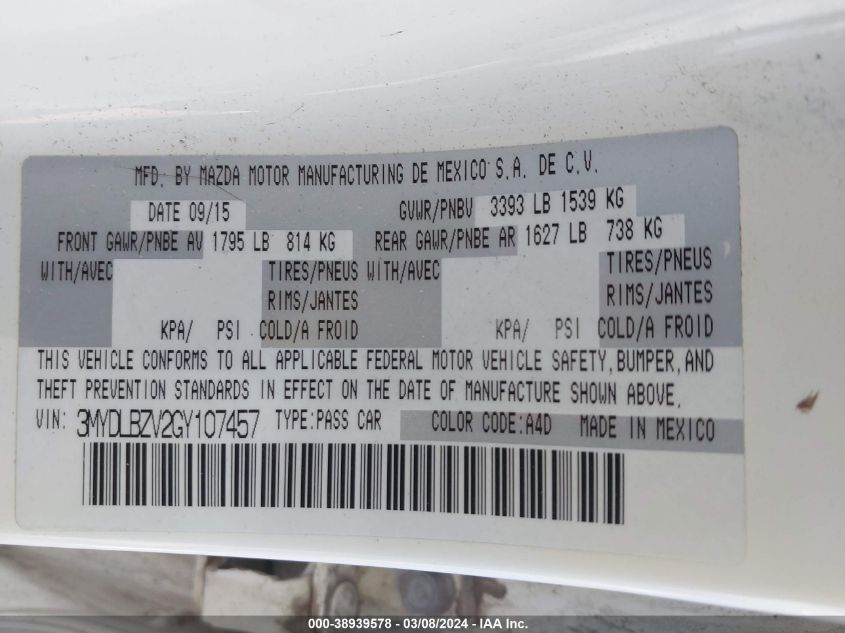 MFD. BY MAZDA MOTOR MANUFACTURING DE MEXICO S.A. DE C.V.
DATE 09/15 GVWR/PNBV 3393 LB 1539 KG
FRONT GAWR/PNBE AV 1795 LB 814 KG REAR GAWR/PNBE AR 1627 LB 738 KG
WITH/AVEC TIRES/PNEUS WITH/AVEC TIRES/PNEUS
RIMS/JANTES RIMS/JANTES
KPA/ PSI COLD/A FROID KPA/ PSI COLD/A FROID
THIS VEHICLE CONFORMS TO ALL APPLICABLE FEDERAL MOTOR VEHICLE SAFETY, BUMPER, AND
THEFT PREVENTION STANDARDS IN EFFECT ON THE DATE OF MANUFACTURE SHOWN ABOVE.
VIN: 3MYDLBZV2GY107457 TYPE:PASS CAR COLOR CODE:A4D MADE IN MEXICO
000-38939578 - 03/08/2024 - IAA Inc.